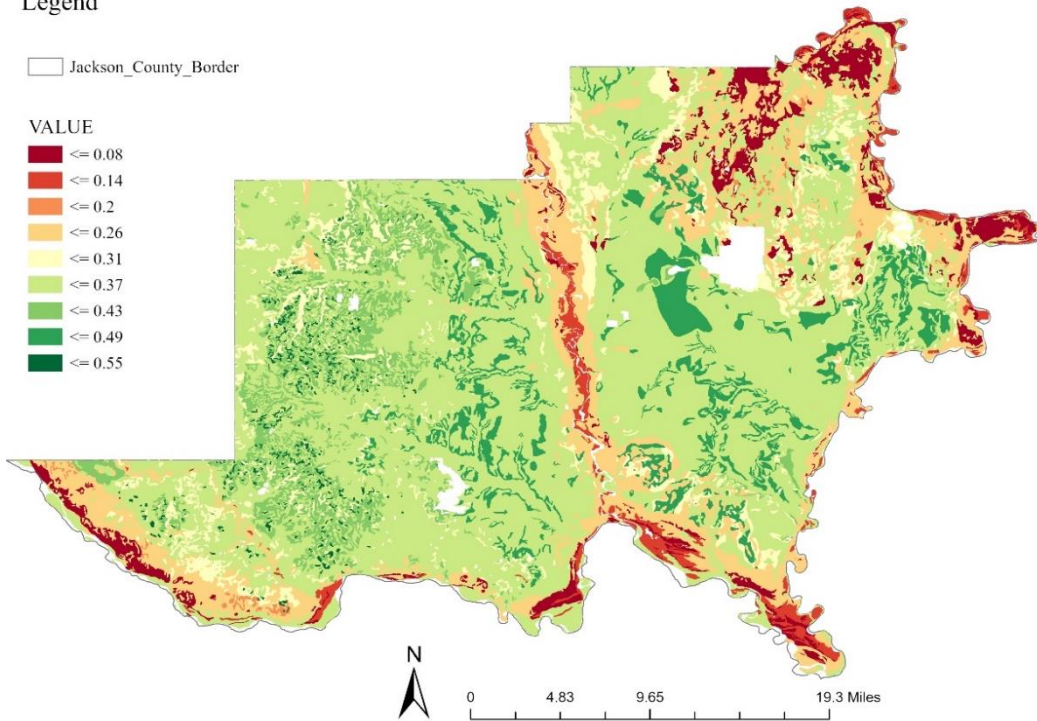 Legend
Jackson_County_Border
VALUE
<= 0.08
<= 0.14
<= 0.2
<= 0.26
<= 0.31
<= 0.37
<= 0.43
<= 0.49
<= 0.55
N
0 4.83 9.65 19.3 Miles